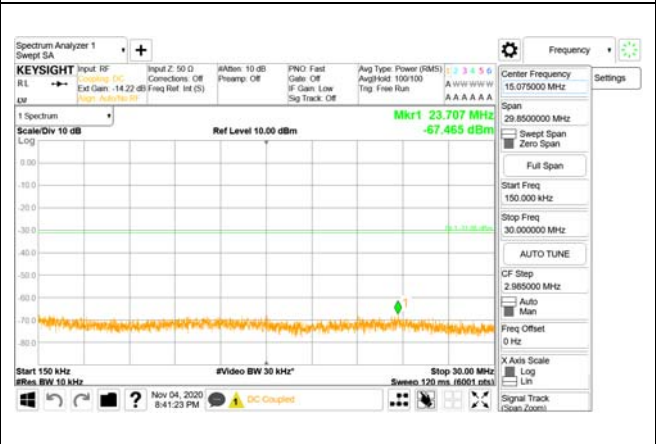 Spectrum Analyzer 1
Swept SA
+
Frequency
KEYSIGHT
Input: RF
Coupling: DC
Ext Gain: -14.22 dB
Align: Auto/No RF
Input Z: 50 Ω
Corrections: Off
Freq Ref: Int (S)
#Atten: 10 dB
Preamp: Off
PNO: Fast
Gate: Off
IF Gain: Low
Sig Track: Off
Avg Type: Power (RMS)
Avg|Hold: 100/100
Trig: Free Run
1 2 3 4 5 6
A W W W W W
A A A A A A
RL
1 Spectrum
Scale/Div 10 dB
Ref Level 10.00 dBm
Mkr1 23.707 MHz
-67.465 dBm
Log
0.00
-10.0
-20.0
-30.0
-40.0
-50.0
-60.0
-70.0
-80.0
1
Start 150 kHz
#Res BW 10 kHz
#Video BW 30 kHz*
Stop 30.00 MHz
Sweep 120 ms (6001 pts)
Nov 04, 2020
8:41:23 PM
1
DC Coupled
?
Center Frequency
15.075000 MHz
Settings
Span
29.8500000 MHz
Swept Span
Zero Span
Full Span
Start Freq
150.000 kHz
Stop Freq
30.000000 MHz
AUTO TUNE
CF Step
2.985000 MHz
Auto
Man
Freq Offset
0 Hz
X Axis Scale
Log
Lin
Signal Track
(Span Zoom)